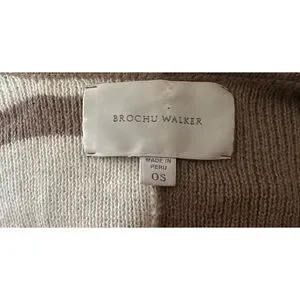 BROCHU WALKER
MADE IN
PERU
OS